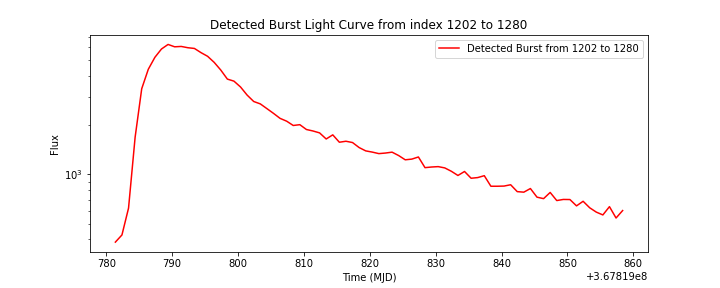 Detected Burst Light Curve from index 1202 to 1280
Detected Burst from 1202 to 1280
Flux
10³
780 790 800 810 820 830 840 850 860
Time (MJD)
+3.67819e8